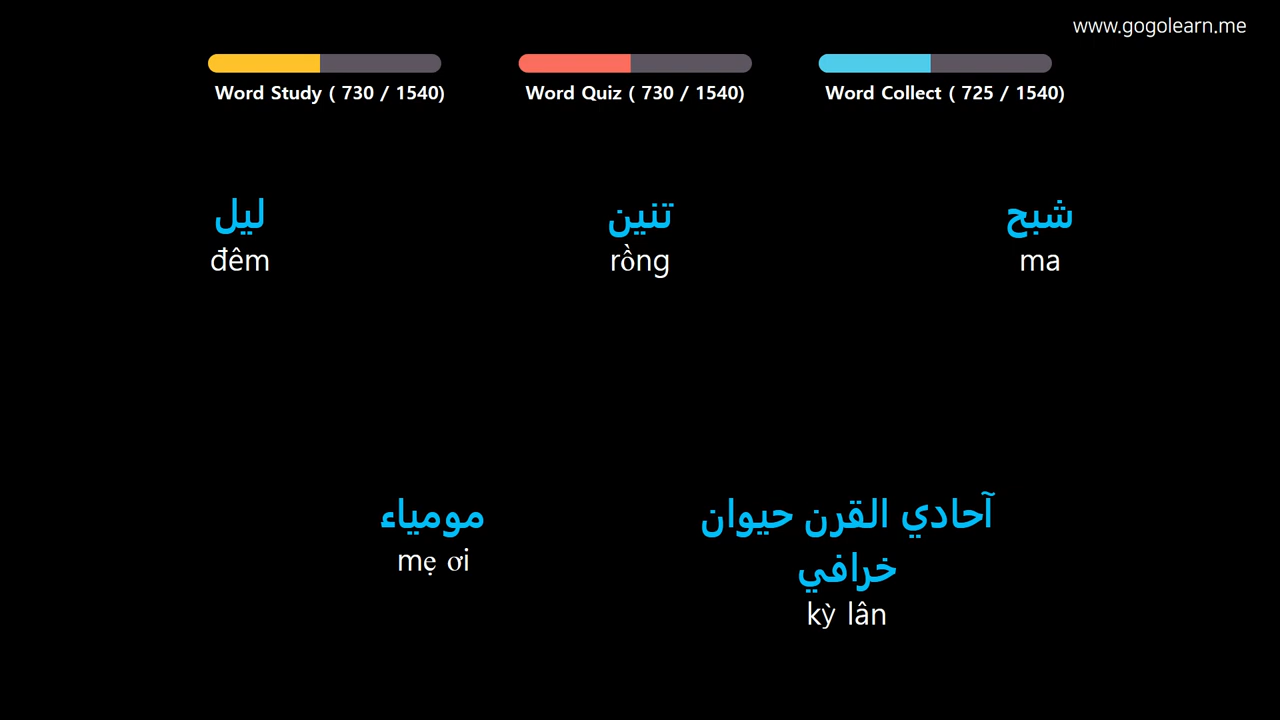 www.gogolearn.me
Word Study ( 730 / 1540)
Word Quiz ( 730 / 1540)
Word Collect ( 725 / 1540)
ليل
đêm
تنين
rồng
شبح
ma
مومياء
mẹ ơi
آحادي القرن حيوان
خرافي
kỳ lân